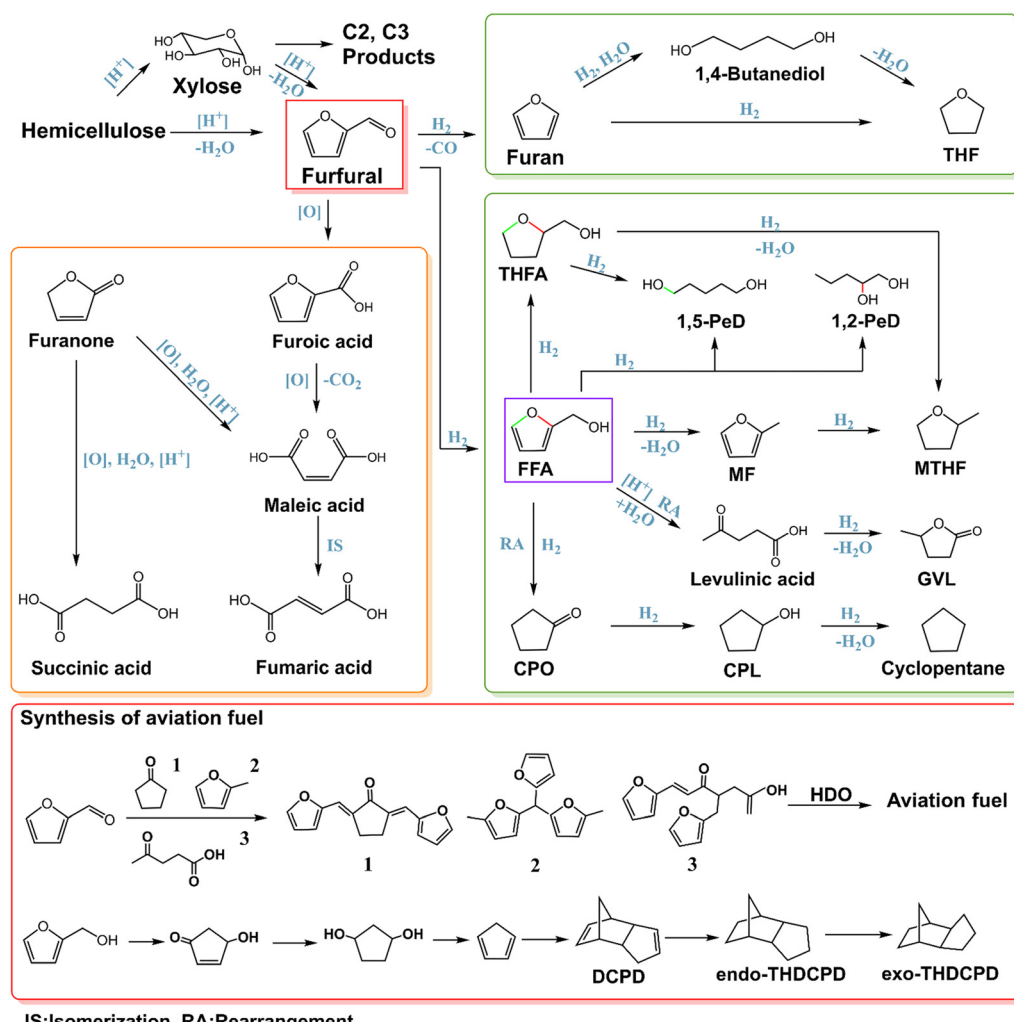 C2, C3
Products
[H⁺]
[H⁺]
-H₂O
Xylose
Hemicellulose
[H⁺]
-H₂O
Furfural
H₂
-CO
H₂, H₂O
1,4-Butanediol
-H₂O
Furan
H₂
THF
[O]
H₂
THFA
H₂
-H₂O
H₂
1,5-PeD
1,2-PeD
H₂
H₂
FFA
H₂
-H₂O
MF
H₂
MTHF
[H⁺] RA
+H₂O
Levulinic acid
H₂
-H₂O
GVL
RA H₂
CPO
H₂
CPL
H₂
-H₂O
Cyclopentane
Furanone
Furoic acid
[O], H₂O, [H⁺]
[O] -CO₂
[O], H₂O, [H⁺]
Maleic acid
IS
Succinic acid
Fumaric acid
Synthesis of aviation fuel
1
2
3
1
2
3
HDO
Aviation fuel
DCPD
endo-THDCPD
exo-THDCPD
IS:Isomerization RA:Rearrangement